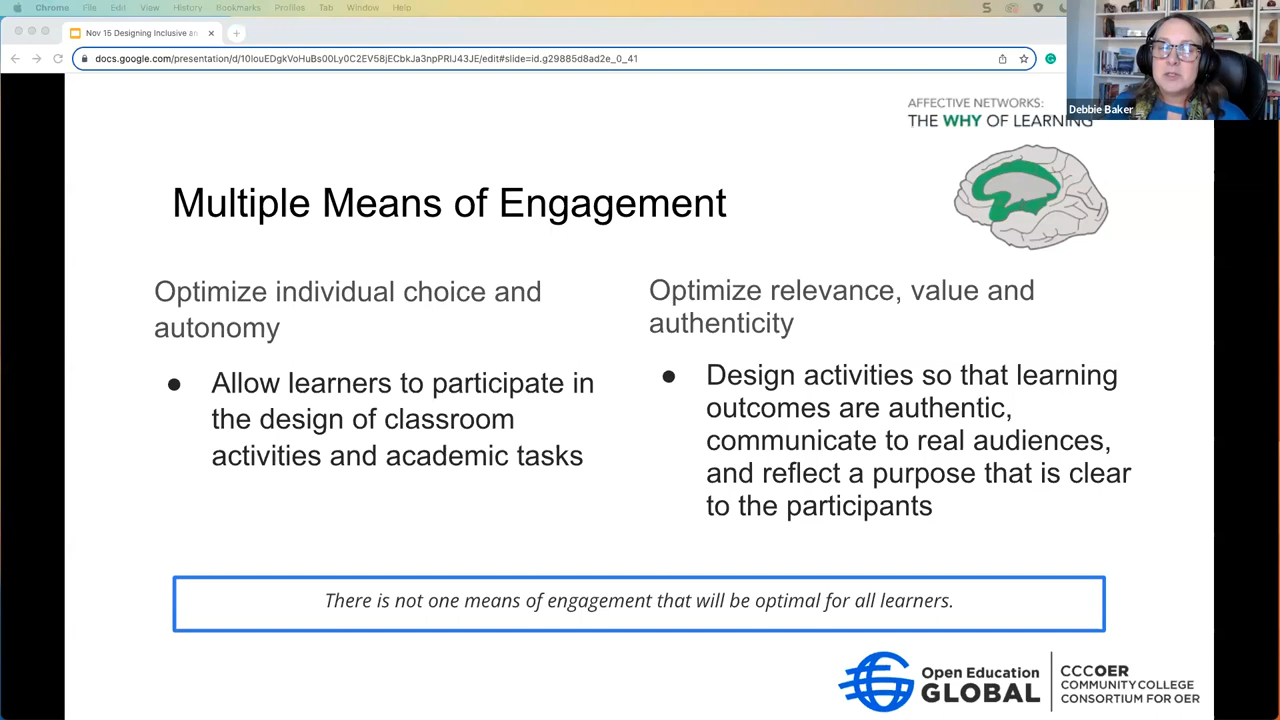 Chrome File Edit View History Bookmarks Profiles Tab Window Help
Nov 15 Designing Inclusive an
docs.google.com/presentation/d/10IouEDgkVoHuBs00Ly0C2EV58jECbkJa3npPRIJ43JE/edit#slide=id.g29885d8ad2e_0_41
Debbie Baker
AFFECTIVE NETWORKS:
THE WHY OF LEARNING
Multiple Means of Engagement
Optimize individual choice and
autonomy
● Allow learners to participate in
the design of classroom
activities and academic tasks
Optimize relevance, value and
authenticity
● Design activities so that learning
outcomes are authentic,
communicate to real audiences,
and reflect a purpose that is clear
to the participants
There is not one means of engagement that will be optimal for all learners.
Open Education
GLOBAL
CCCOER
COMMUNITY COLLEGE
CONSORTIUM FOR OER